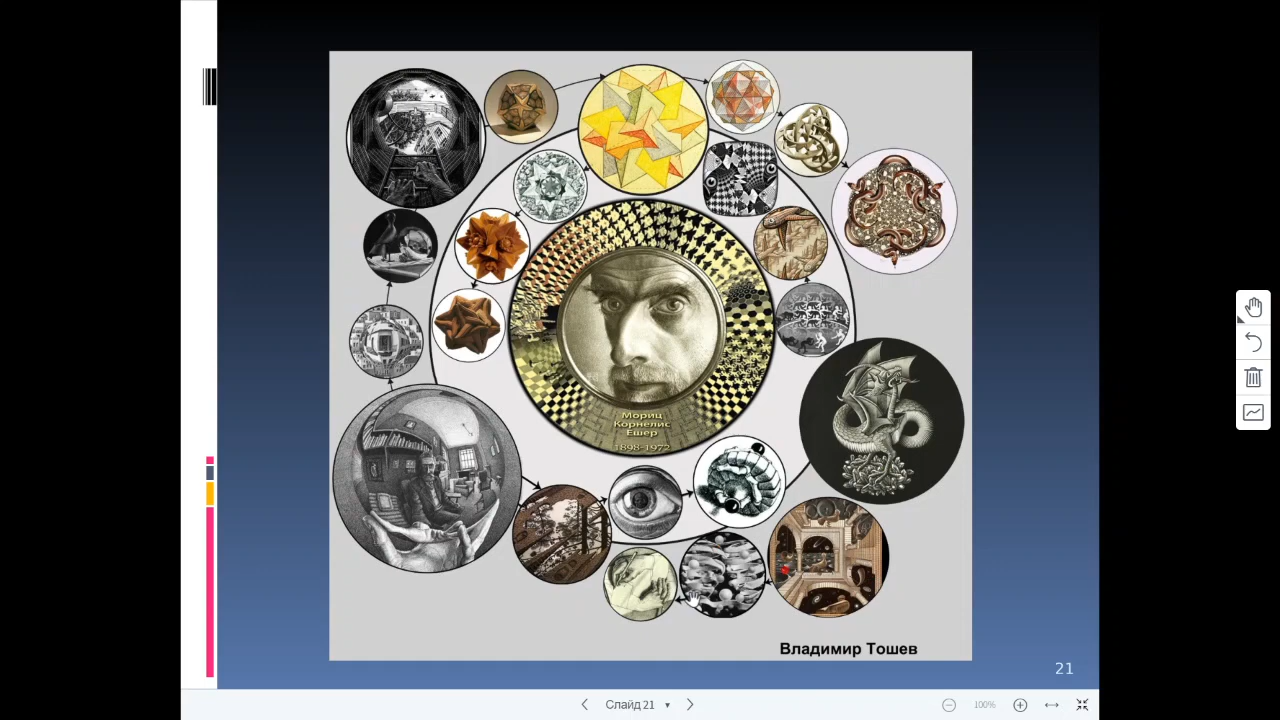 Мориц
Корнелис
Ешер
1898-1972
Владимир Тошев
21
Слайд 21
100%